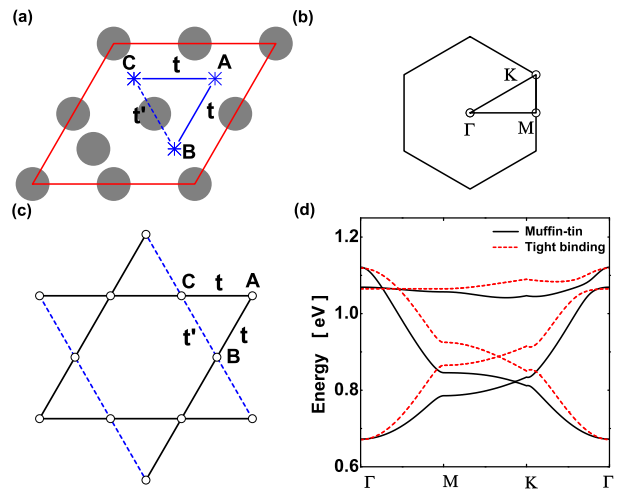 (a)
C
t
A
t'
t
B
(b)
K
Γ
M
(c)
C
t
A
t'
t
B
(d)
Muffin-tin
Tight binding
Energy [ eV]
1.2
1.0
0.8
0.6
Γ
M
K
Γ